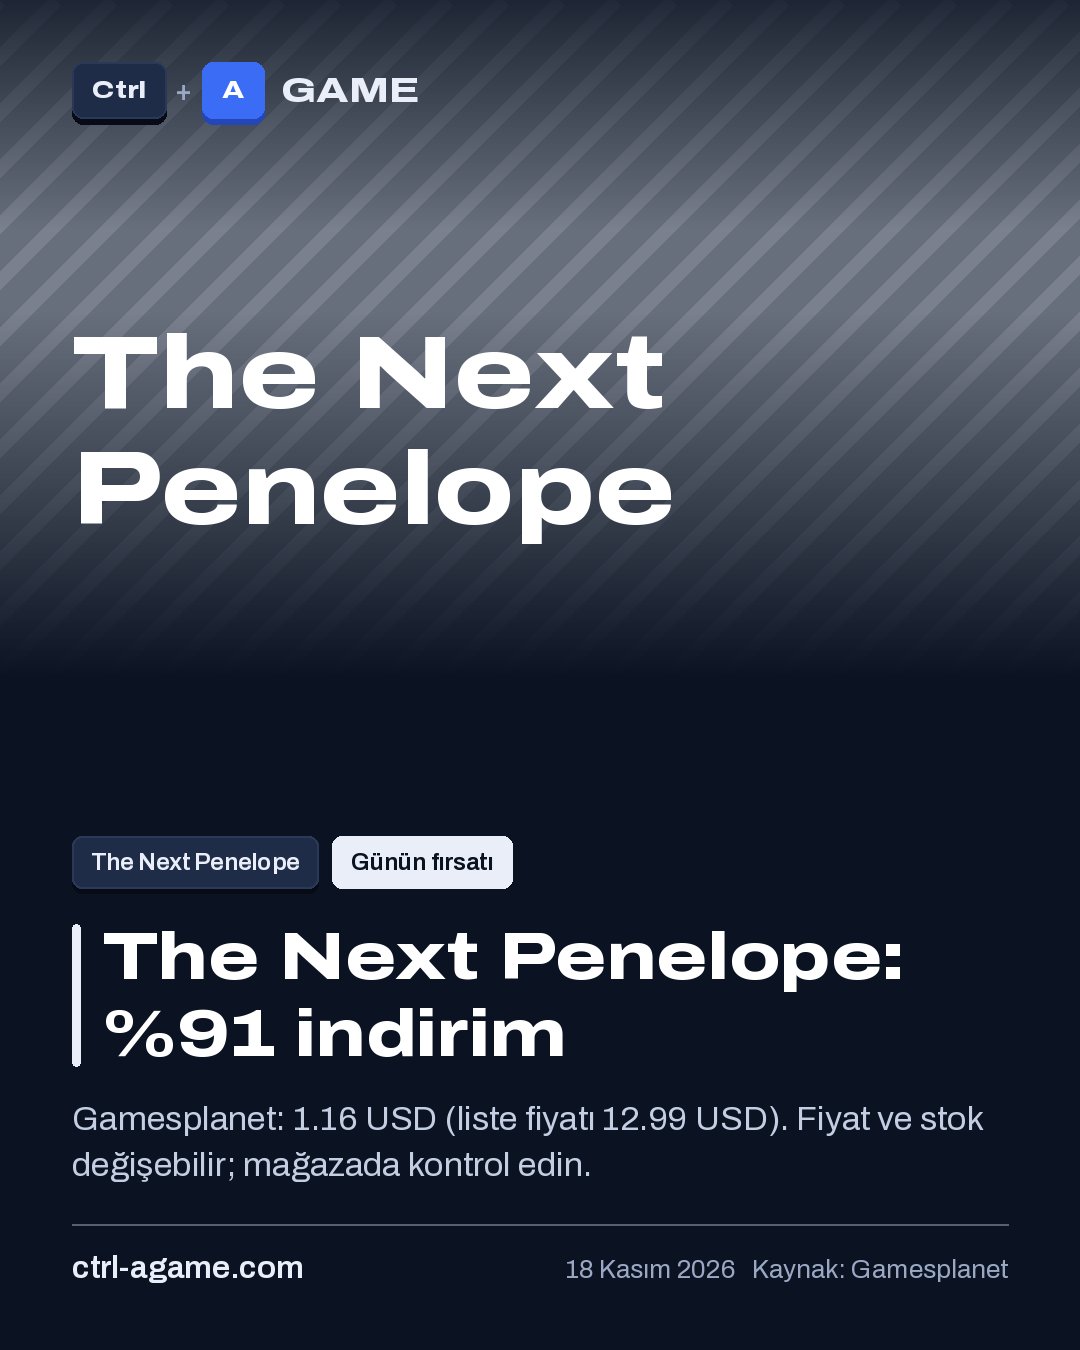 Ctrl + A GAME
The Next
Penelope
The Next Penelope
Günün fırsatı
The Next Penelope:
%91 indirim
Gamesplanet: 1.16 USD (liste fiyatı 12.99 USD). Fiyat ve stok
değişebilir; mağazada kontrol edin.
ctrl-agame.com
18 Kasım 2026 Kaynak: Gamesplanet